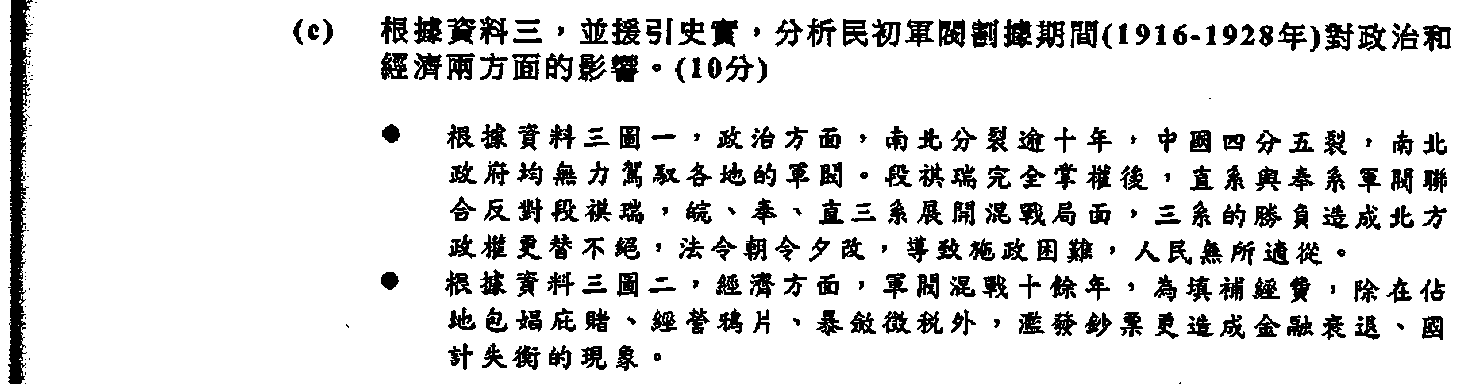 (c) 根據資料三，並援引史實，分析民初軍閥割據期間(1916-1928年)對政治和
經濟兩方面的影響。(10分)
● 根據資料三圖一，政治方面，南北分裂逾十年，中國四分五裂，南北
政府均無力駕馭各地的軍閥。段祺瑞完全掌權後，直系與奉系軍閥聯
合反對段祺瑞，皖、奉、直三系展開混戰局面，三系的勝負造成北方
政權更替不絕，法令朝令夕改，導致施政困難，人民無所適從。
● 根據資料三圖二，經濟方面，軍閥混戰十餘年，為填補經費，除在佔
地包娼庇賭、經營鴉片、暴斂徵稅外，濫發鈔票更造成金融衰退、國
計失衡的現象。